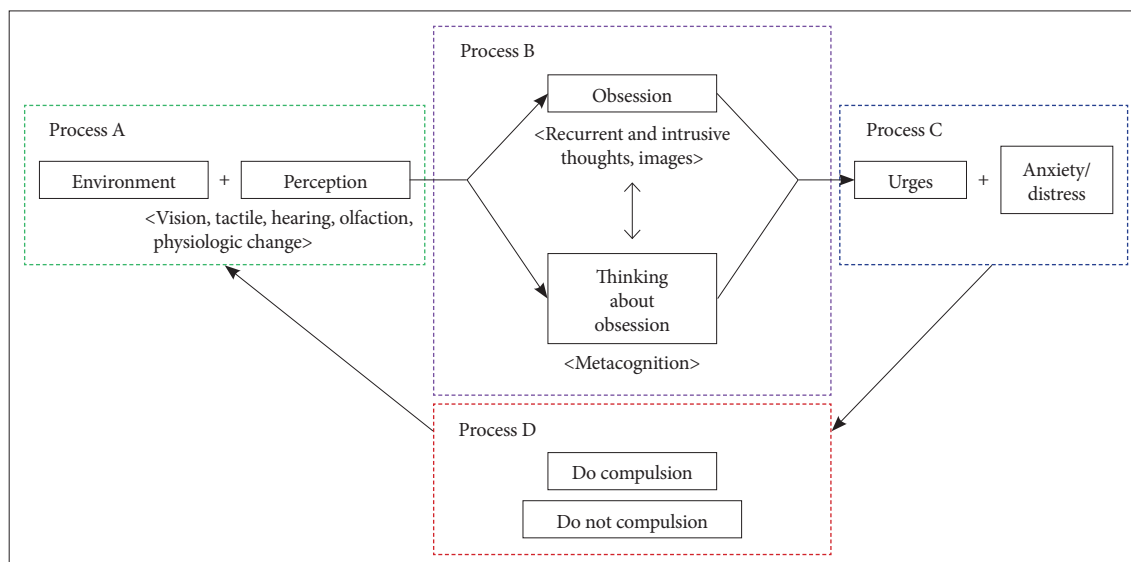 Process A
Environment + Perception
<Vision, tactile, hearing, olfaction,
physiologic change>
Process B
Obsession
<Recurrent and intrusive
thoughts, images>
Thinking
about
obsession
<Metacognition>
Process C
Urges + Anxiety/
distress
Process D
Do compulsion
Do not compulsion